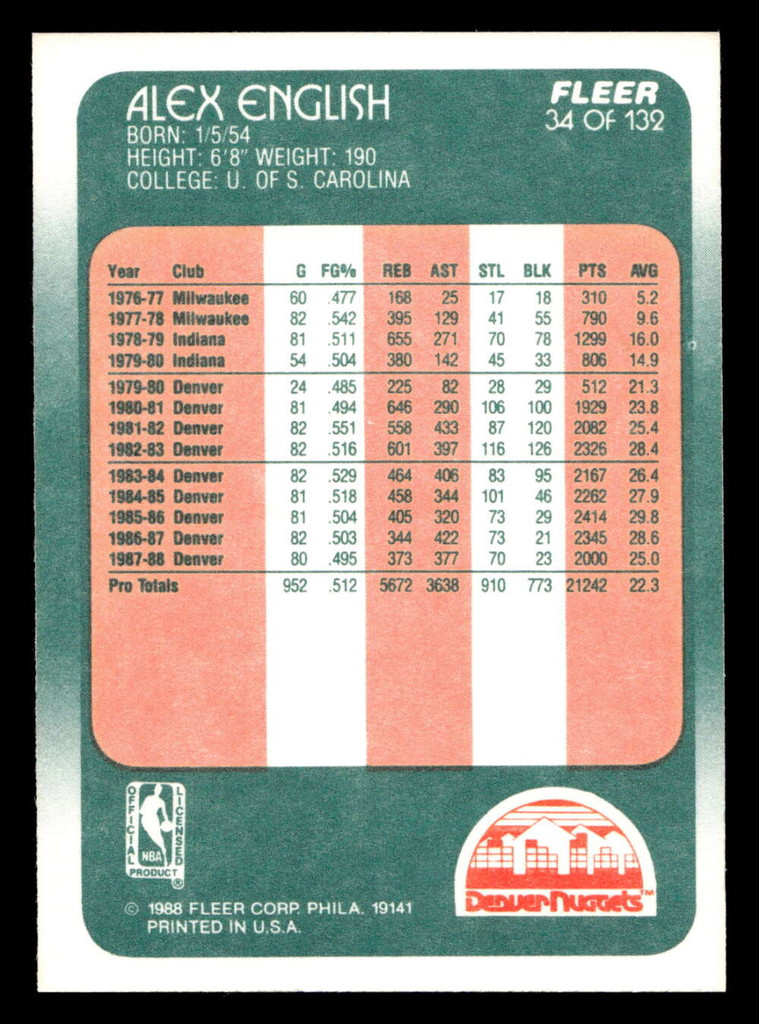 ALEX ENGLISH
FLEER
34 OF 132
BORN: 1/5/54
HEIGHT: 6'8" WEIGHT: 190
COLLEGE: U. OF S. CAROLINA
Year Club G FG% REB AST STL BLK PTS AVG
1976-77 Milwaukee 60 .477 168 25 17 18 310 5.2
1977-78 Milwaukee 82 .542 395 129 41 55 790 9.6
1978-79 Indiana 81 .511 655 271 70 78 1299 16.0
1979-80 Indiana 54 .504 380 142 45 33 806 14.9
1979-80 Denver 24 .485 225 82 28 29 512 21.3
1980-81 Denver 81 .494 646 290 106 100 1929 23.8
1981-82 Denver 82 .551 558 433 87 120 2082 25.4
1982-83 Denver 82 .516 601 397 116 126 2326 28.4
1983-84 Denver 82 .529 464 406 83 95 2167 26.4
1984-85 Denver 81 .518 458 344 101 46 2262 27.9
1985-86 Denver 81 .504 405 320 73 29 2414 29.8
1986-87 Denver 82 .503 344 422 73 21 2345 28.6
1987-88 Denver 80 .495 373 377 70 23 2000 25.0
Pro Totals 952 .512 5672 3638 910 773 21242 22.3
OFFICIAL LICENSED
NBA
PRODUCT ®
Denver Nuggets™
© 1988 FLEER CORP. PHILA. 19141
PRINTED IN U.S.A.